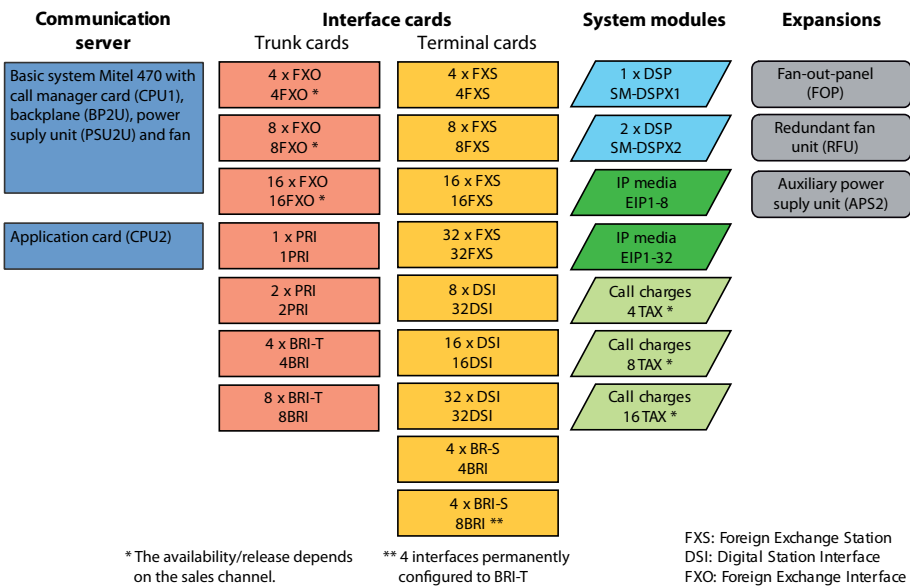 Communication
server
Interface cards
System modules
Expansions
Trunk cards
Terminal cards
Basic system Mitel 470 with
call manager card (CPU1),
backplane (BP2U), power
suply unit (PSU2U) and fan
Application card (CPU2)
4 x FXO
4FXO *
8 x FXO
8FXO *
16 x FXO
16FXO *
1 x PRI
1PRI
2 x PRI
2PRI
4 x BRI-T
4BRI
8 x BRI-T
8BRI
4 x FXS
4FXS
8 x FXS
8FXS
16 x FXS
16FXS
32 x FXS
32FXS
8 x DSI
32DSI
16 x DSI
16DSI
32 x DSI
32DSI
4 x BR-S
4BRI
4 x BRI-S
8BRI **
1 x DSP
SM-DSPX1
2 x DSP
SM-DSPX2
IP media
EIP1-8
IP media
EIP1-32
Call charges
4 TAX *
Call charges
8 TAX *
Call charges
16 TAX *
Fan-out-panel
(FOP)
Redundant fan
unit (RFU)
Auxiliary power
suply unit (APS2)
* The availability/release depends
on the sales channel.
** 4 interfaces permanently
configured to BRI-T
FXS: Foreign Exchange Station
DSI: Digital Station Interface
FXO: Foreign Exchange Interface